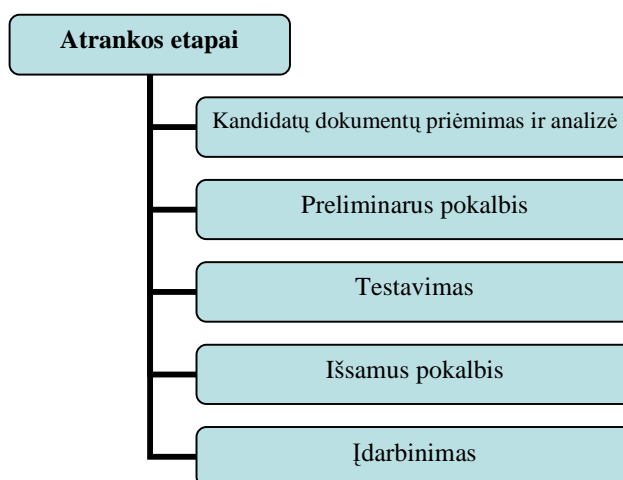 Atrankos etapai
Kandidatų dokumentų priėmimas ir analizė
Preliminarus pokalbis
Testavimas
Išsamus pokalbis
Įdarbinimas